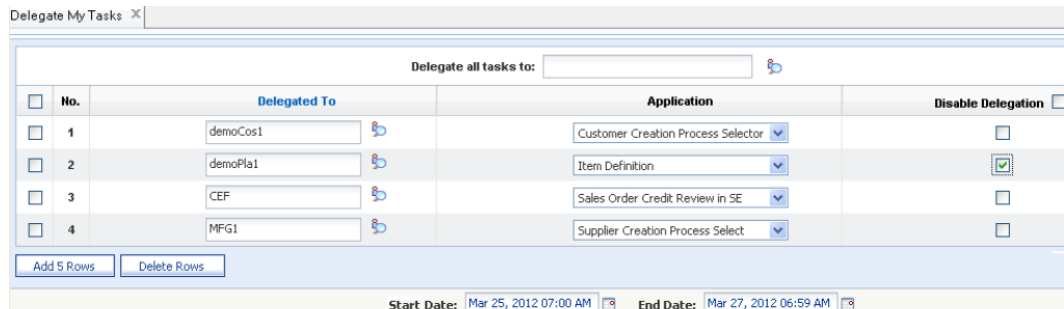 Delegate My Tasks
Delegate all tasks to:
No. Delegated To Application Disable Delegation
1 demoCos1 Customer Creation Process Selector
2 demoPla1 Item Definition
3 CEF Sales Order Credit Review in SE
4 MFG1 Supplier Creation Process Select
Add 5 Rows Delete Rows
Start Date: Mar 25, 2012 07:00 AM End Date: Mar 27, 2012 06:59 AM